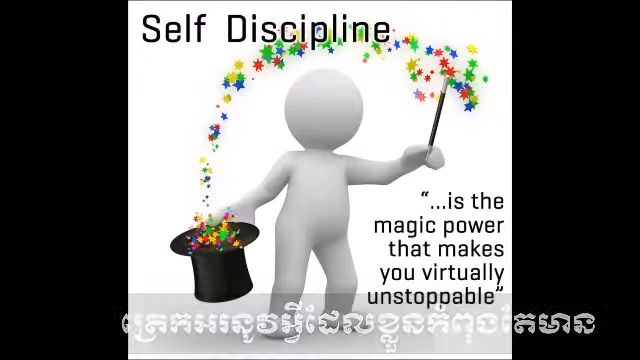 Self Discipline
“...is the
magic power
that makes
you virtually
unstoppable”
ត្រេកអរនូវអ្វីដែលខ្លួនកំពុងតែមាន